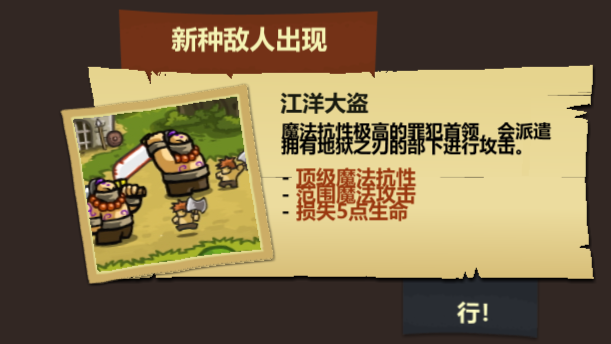 新种敌人出现
江洋大盗
魔法抗性极高的罪犯首领。会派遣
拥有地狱之刃的部下进行攻击。
- 顶级魔法抗性
- 范围魔法攻击
- 损失5点生命
行!